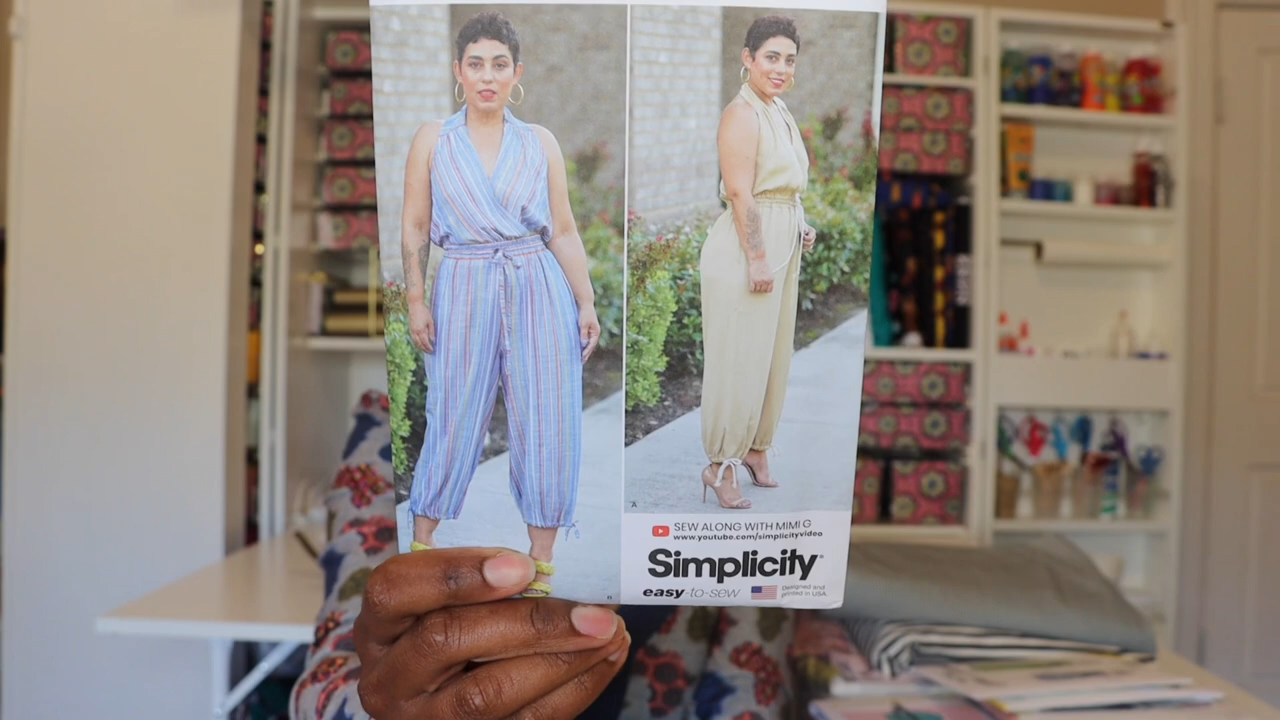 A
B
SEW ALONG WITH MIMI G
www.youtube.com/simplicityvideo
Simplicity®
easy-to-sew
Designed and
printed in USA.